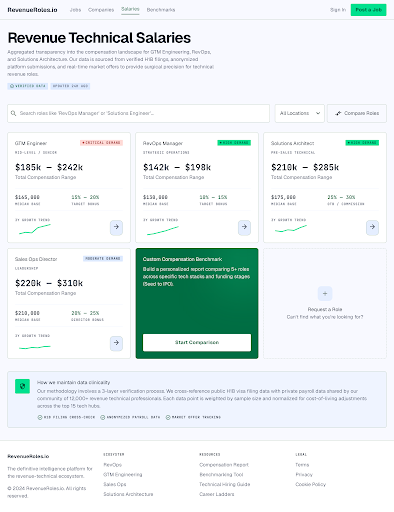 RevenueRoles.io
Jobs
Companies
Salaries
Benchmarks
Sign In
Post a Job
Revenue Technical Salaries
Aggregated transparency into the compensation landscape for GTM Engineer, RevOps,
and Solutions Architecture. Our data is sourced from verified H1B filings, anonymized
platform submissions, and real-time market offers to provide surgical precision for technical
revenue roles.
VERIFIED DATA
UPDATED
AGO
Search roles like 'RevOps Manager' or 'Solutions Engineer'...
All Locations
Compare Roles
GTM Engineer
CRITICAL DEMAND
MID-LEVEL / SENIOR
$185k — $242k
Total Compensation Range
$165,000
15% — 20%
MEDIAN BASE
TARGET BONUS
3Y GROWTH TREND
RevOps Manager
HIGH DEMAND
STRATEGIC OPERATIONS
$142k — $198k
Total Compensation Range
$130,000
10% — 15%
MEDIAN BASE
TARGET BONUS
3Y GROWTH TREND
Solutions Architect
HIGH DEMAND
PRE-SALES TECHNICAL
$210k — $285k
Total Compensation Range
$175,000
25% — 30%
MEDIAN BASE
/ COMMISSION
3Y GROWTH TREND
Sales Ops Director
MODERATE DEMAND
LEADERSHIP
$220k — $310k
Total Compensation Range
$210,000
20% — 25%
MEDIAN BASE
DIRECTOR BONUS
3Y GROWTH TREND
Custom Compensation Benchmark
Build a personalized report comparing 5+ roles
across specific tech stacks and funding stages
(Seed to IPO).
Start Comparison
Request a Role
Can't find what you're looking for?
How we maintain data clinicality
Our methodology involves a 3-layer verification process. We cross-reference public H1B visa filing data with private payroll data shared by our
community of 12,000+ revenue technical professionals. Each data point is weighted by sample size and normalized for cost-of-living adjustments
across the top 15 tech hubs.
H1B FILING CROSS-CHECK
ANONYMIZED PAYROLL DATA
MARKET OFFER TRACKING
RevenueRoles.io
The definitive intelligence platform for
the revenue-technical ecosystem.
© 2024 RevenueRoles.io. All rights
reserved.
ECOSYSTEM
RevOps
GTM Engineering
Sales Ops
Solutions Architecture
RESOURCES
Compensation Report
Benchmarking Tool
Technical Hiring Guide
Career Ladders
LEGAL
Terms
Privacy
Cookie Policy